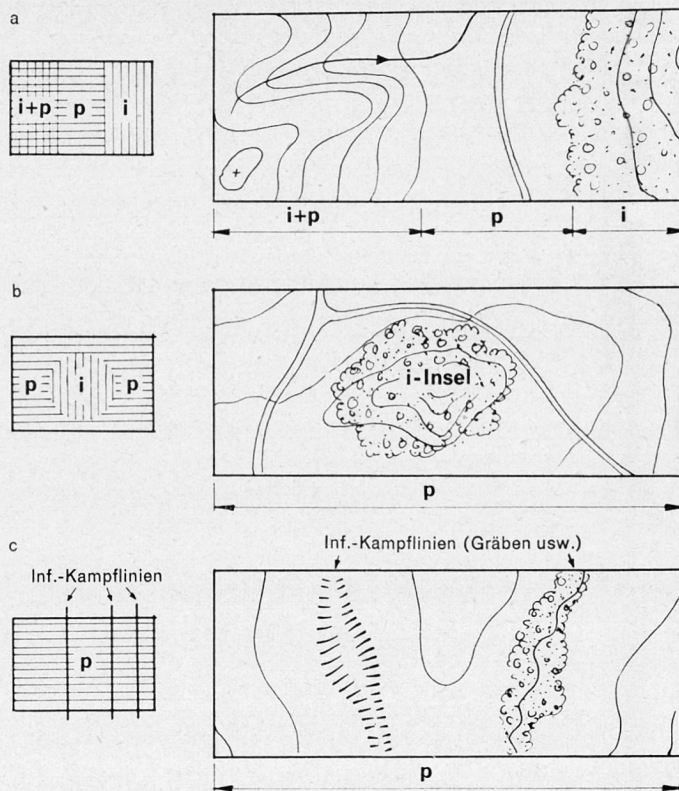 a
i+p p i
i+p p i
b
p i p
i-Insel
p
c
Inf.-Kampflinien (Gräben usw.)
Inf.-Kampflinien
p
p